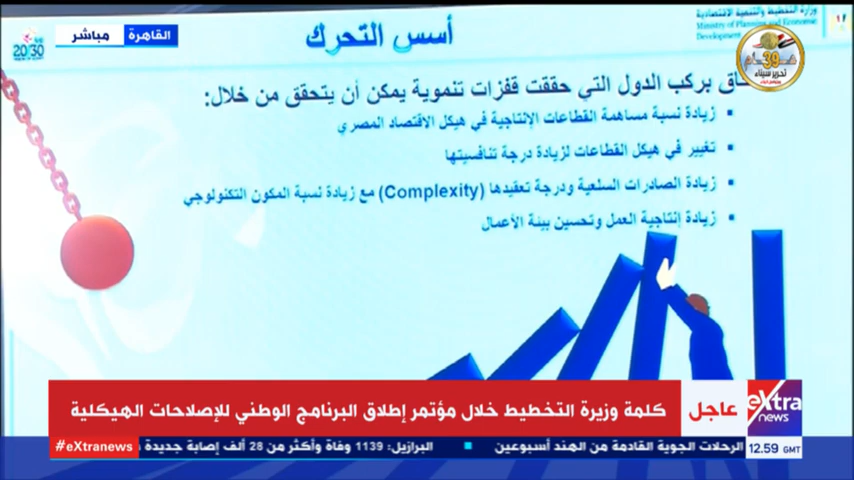 القاهرة
مباشر
20 30
أسس التحرك
وزارة التخطيط والتنمية الاقتصادية
Ministry of Planning and Economic
Development
39
عام
تحرير سيناء
بركب الدول التي حققت قفزات تنموية يمكن أن يتحقق من خلال:
زيادة نسبة مساهمة القطاعات الإنتاجية في هيكل الاقتصاد المصري
تغيير في هيكل القطاعات لزيادة درجة تنافسيتها
زيادة الصادرات السلعية ودرجة تعقيدها (Complexity) مع زيادة نسبة المكون التكنولوجي
زيادة إنتاجية العمل وتحسين بيئة الأعمال
عاجل
كلمة وزيرة التخطيط خلال مؤتمر إطلاق البرنامج الوطني للإصلاحات الهيكلية
eXtra
news
#eXtranews
الرحلات الجوية القادمة من الهند أسبوعين
البرازيل: 1139 وفاة وأكثر من 28 ألف إصابة جديدة
12.59 GMT